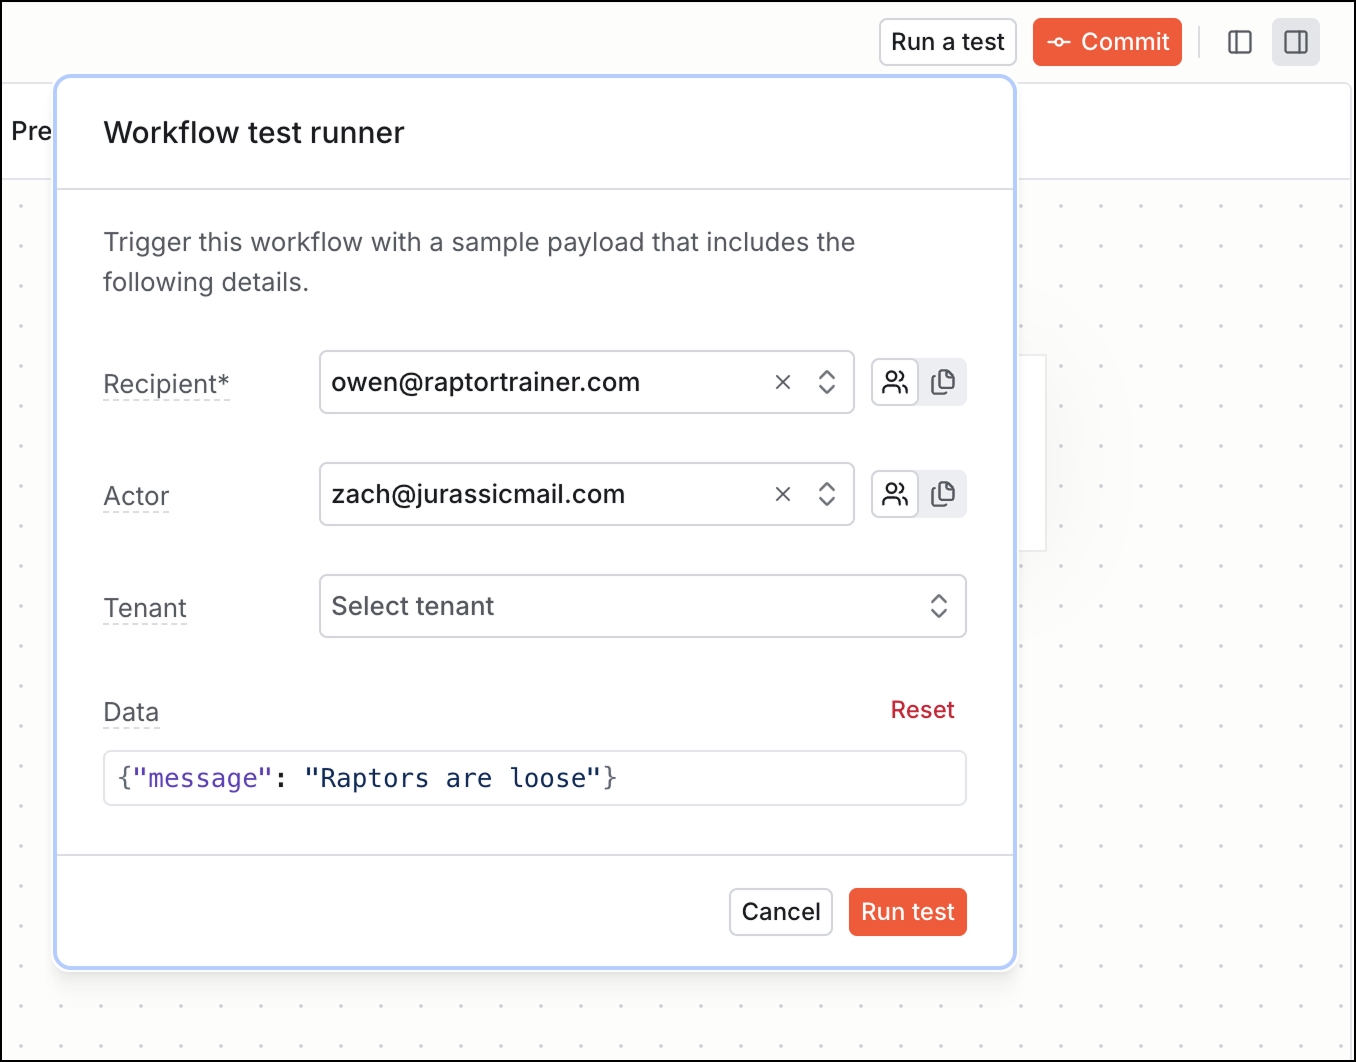 Run a test
Commit
Pre
Workflow test runner
Trigger this workflow with a sample payload that includes the
following details.
Recipient*
owen@raptortrainer.com
Actor
zach@jurassicmail.com
Tenant
Select tenant
Data
Reset
{"message": "Raptors are loose"}
Cancel
Run test